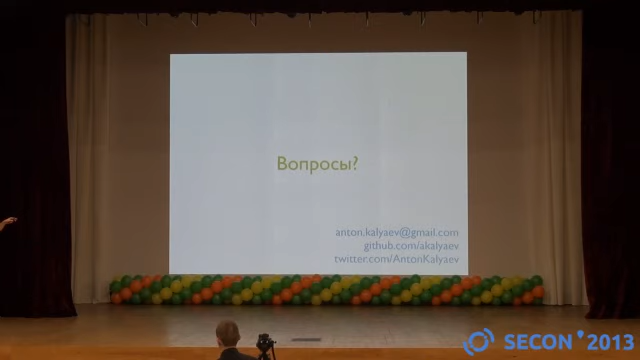 Вопросы?
anton.kalyaev@gmail.com
github.com/akalyaev
twitter.com/AntonKalyaev
SECON'2013